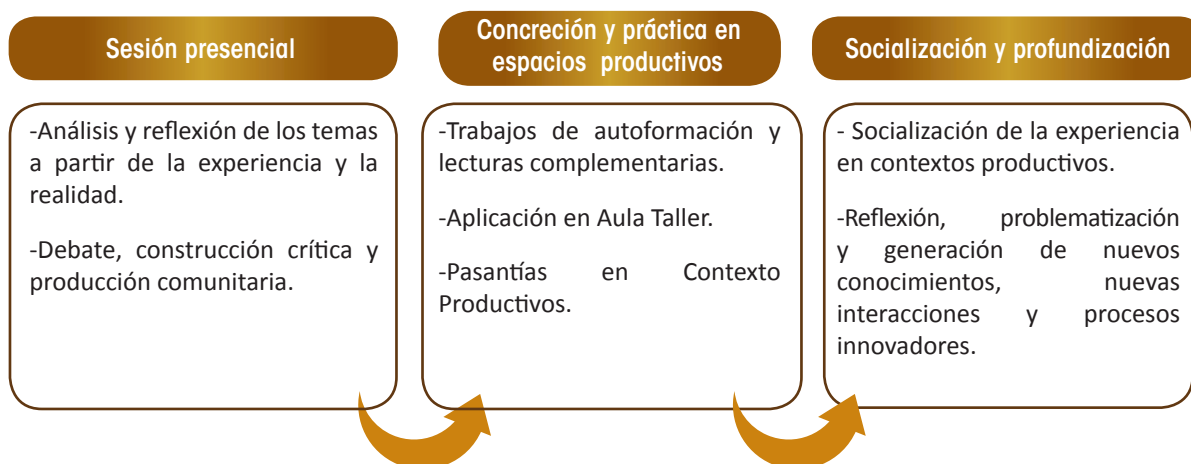 Sesión presencial
-Análisis y reflexión de los temas
a partir de la experiencia y la
realidad.
-Debate, construcción crítica y
producción comunitaria.
Concreción y práctica en
espacios productivos
-Trabajos de autoformación y
lecturas complementarias.
-Aplicación en Aula Taller.
-Pasantías en Contexto
Productivos.
Socialización y profundización
- Socialización de la experiencia
en contextos productivos.
-Reflexión, problematización
y generación de nuevos
conocimientos, nuevas
interacciones y procesos
innovadores.